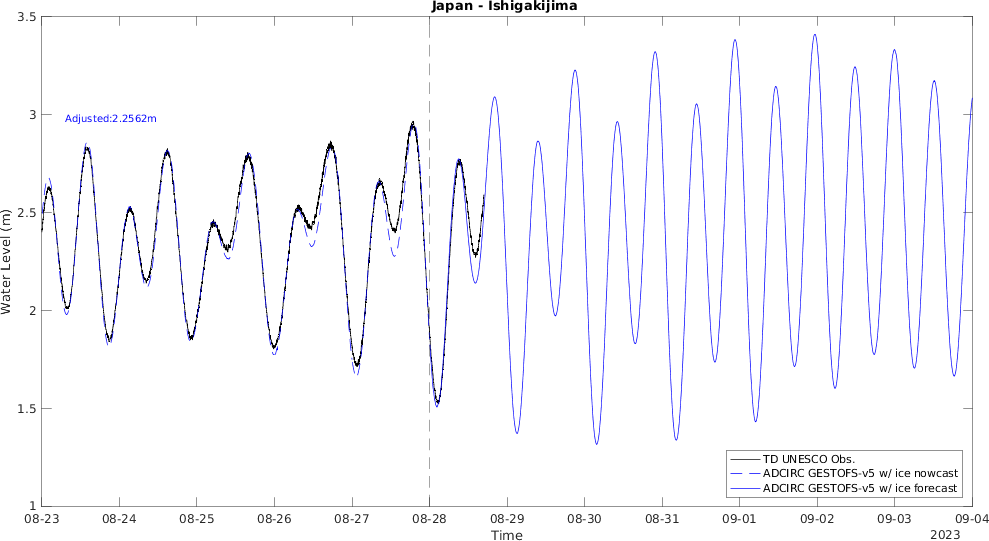 Japan - Ishigakijima
3.5
3
2.5
2
1.5
1
Water Level (m)
Adjusted:2.2562m
TD UNESCO Obs.
ADCIRC GESTOFS-v5 w/ ice nowcast
ADCIRC GESTOFS-v5 w/ ice forecast
08-23 08-24 08-25 08-26 08-27 08-28 08-29 08-30 08-31 09-01 09-02 09-03 09-04
Time
2023